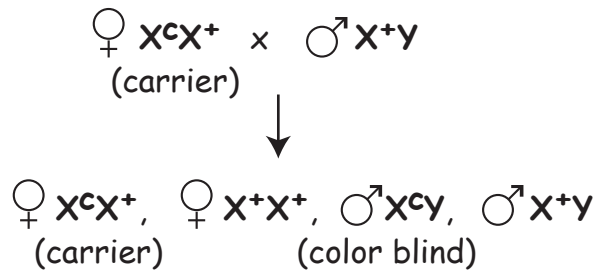 ♀ XᶜX⁺ x ♂ X⁺Y
(carrier)
♀ XᶜX⁺, ♀ X⁺X⁺, ♂ XᶜY, ♂ X⁺Y
(carrier) (color blind)